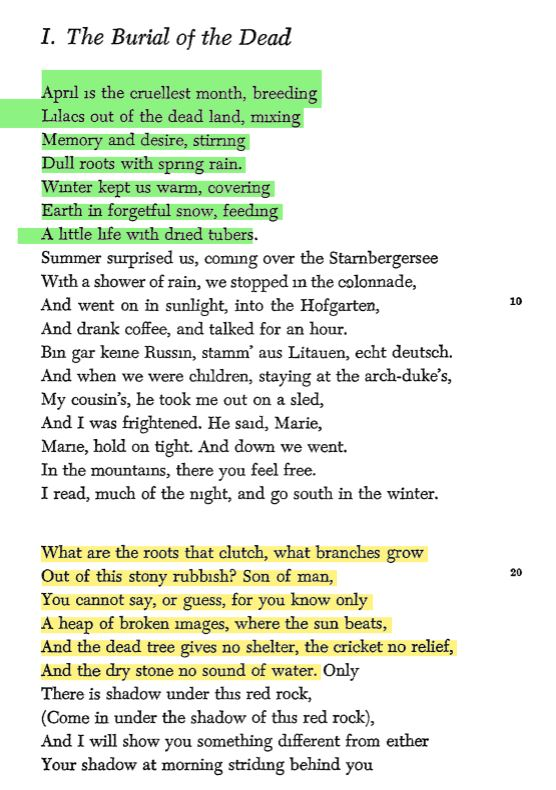 I. The Burial of the Dead
April is the cruellest month, breeding
Lilacs out of the dead land, mixing
Memory and desire, stirring
Dull roots with spring rain.
Winter kept us warm, covering
Earth in forgetful snow, feeding
A little life with dried tubers.
Summer surprised us, coming over the Starnbergersee
With a shower of rain, we stopped in the colonnade,
And went on in sunlight, into the Hofgarten, 10
And drank coffee, and talked for an hour.
Bin gar keine Russin, stamm' aus Litauen, echt deutsch.
And when we were children, staying at the arch-duke's,
My cousin's, he took me out on a sled,
And I was frightened. He said, Marie,
Marie, hold on tight. And down we went.
In the mountains, there you feel free.
I read, much of the night, and go south in the winter.
What are the roots that clutch, what branches grow
Out of this stony rubbish? Son of man, 20
You cannot say, or guess, for you know only
A heap of broken images, where the sun beats,
And the dead tree gives no shelter, the cricket no relief,
And the dry stone no sound of water. Only
There is shadow under this red rock,
(Come in under the shadow of this red rock),
And I will show you something different from either
Your shadow at morning striding behind you